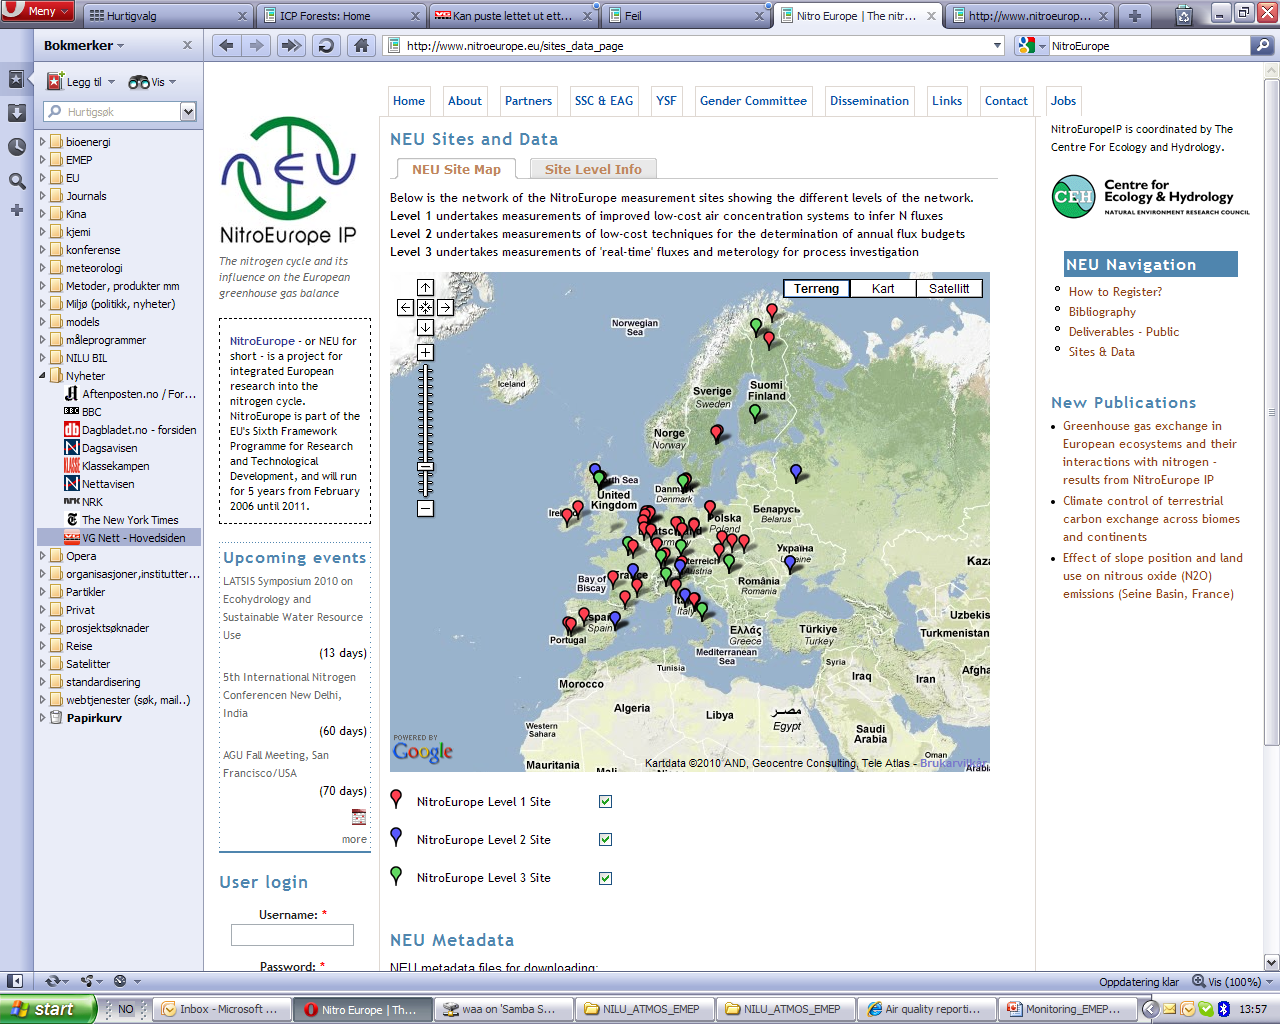 Meny
Hurtigvalg
ICP Forests: Home
Kan puste lettet ut ett...
Feil
Nitro Europe | The nitr...
http://www.nitroeurop...
Bokmerker
http://www.nitroeurope.eu/sites_data_page
NitroEurope
Legg til
Vis
Hurtigsøk
bioenergi
EMEP
EU
Journals
Kina
kjemi
konferense
meteorologi
Metoder, produkter mm
Miljø (politikk, nyheter)
models
måleprogrammer
NILU BIL
Nyheter
Aftenposten.no / For...
BBC
Dagbladet.no - forsiden
Dagsavisen
Klassekampen
Nettavisen
NRK
The New York Times
VG Nett - Hovedsiden
Opera
organisasjoner,institutter...
Partikler
Privat
prosjektsøknader
Reise
Satelitter
standardisering
webtjenester (søk, mail..)
Papirkurv
NEU
NitroEurope IP
The nitrogen cycle and its
influence on the European
greenhouse gas balance
NitroEurope - or NEU for
short - is a project for
integrated European
research into the
nitrogen cycle.
NitroEurope is part of the
EU's Sixth Framework
Programme for Research
and Technological
Development, and will run
for 5 years from February
2006 until 2011.
Upcoming events
LATSIS Symposium 2010 on
Ecohydrology and
Sustainable Water Resource
Use
(13 days)
5th International Nitrogen
Conferencen New Delhi,
India
(60 days)
AGU Fall Meeting, San
Francisco/USA
(70 days)
more
User login
Username: *
Password: *
Home
About
Partners
SSC & EAG
YSF
Gender Committee
Dissemination
Links
Contact
Jobs
NEU Sites and Data
NEU Site Map
Site Level Info
Below is the network of the NitroEurope measurement sites showing the different levels of the network.
Level 1 undertakes measurements of improved low-cost air concentration systems to infer N fluxes
Level 2 undertakes measurements of low-cost techniques for the determination of annual flux budgets
Level 3 undertakes measurements of 'real-time' fluxes and meterology for process investigation
Terreng
Kart
Satellitt
Norwegian
Sea
Iceland
Sverige
Sweden
Suomi
Finland
Norge
Norway
United
Kingdom
Danmark
Denmark
Беларусь
Belarus
Polska
Poland
Україна
Ukraine
Kaza
Bay of
Biscay
France
Österreich
Austria
România
Romania
Italy
España
Spain
Portugal
Ελλάς
Greece
Türkiye
Turkey
Uzbekis
Turkmenistan
Mediterranean
Sea
Tunisia
Syria
Iraq
Iran
Afgha
Morocco
Algeria
Libya
مصر
Egypt
Western
Sahara
Saudi
Arabia
Oman
Mauritania
Mali
POWERED BY
Google
Kartdata ©2010 AND, Geocentre Consulting, Tele Atlas - Brukarvilkår
NitroEurope Level 1 Site
NitroEurope Level 2 Site
NitroEurope Level 3 Site
NEU Metadata
NEU metadata files for downloading:
NitroEuropeIP is coordinated by The
Centre For Ecology and Hydrology.
CEH
Centre for
Ecology & Hydrology
NATURAL ENVIRONMENT RESEARCH COUNCIL
NEU Navigation
How to Register?
Bibliography
Deliverables - Public
Sites & Data
New Publications
Greenhouse gas exchange in
European ecosystems and their
interactions with nitrogen -
results from NitroEurope IP
Climate control of terrestrial
carbon exchange across biomes
and continents
Effect of slope position and land
use on nitrous oxide (N2O)
emissions (Seine Basin, France)
Oppdatering klar
Vis (100%)
start
NO
Inbox - Microsoft ...
Nitro Europe | Th...
waa on 'Samba S...
NILU_ATMOS_EMEP
NILU_ATMOS_EMEP
Air quality reporti...
Monitoring_EMEP...
13:57